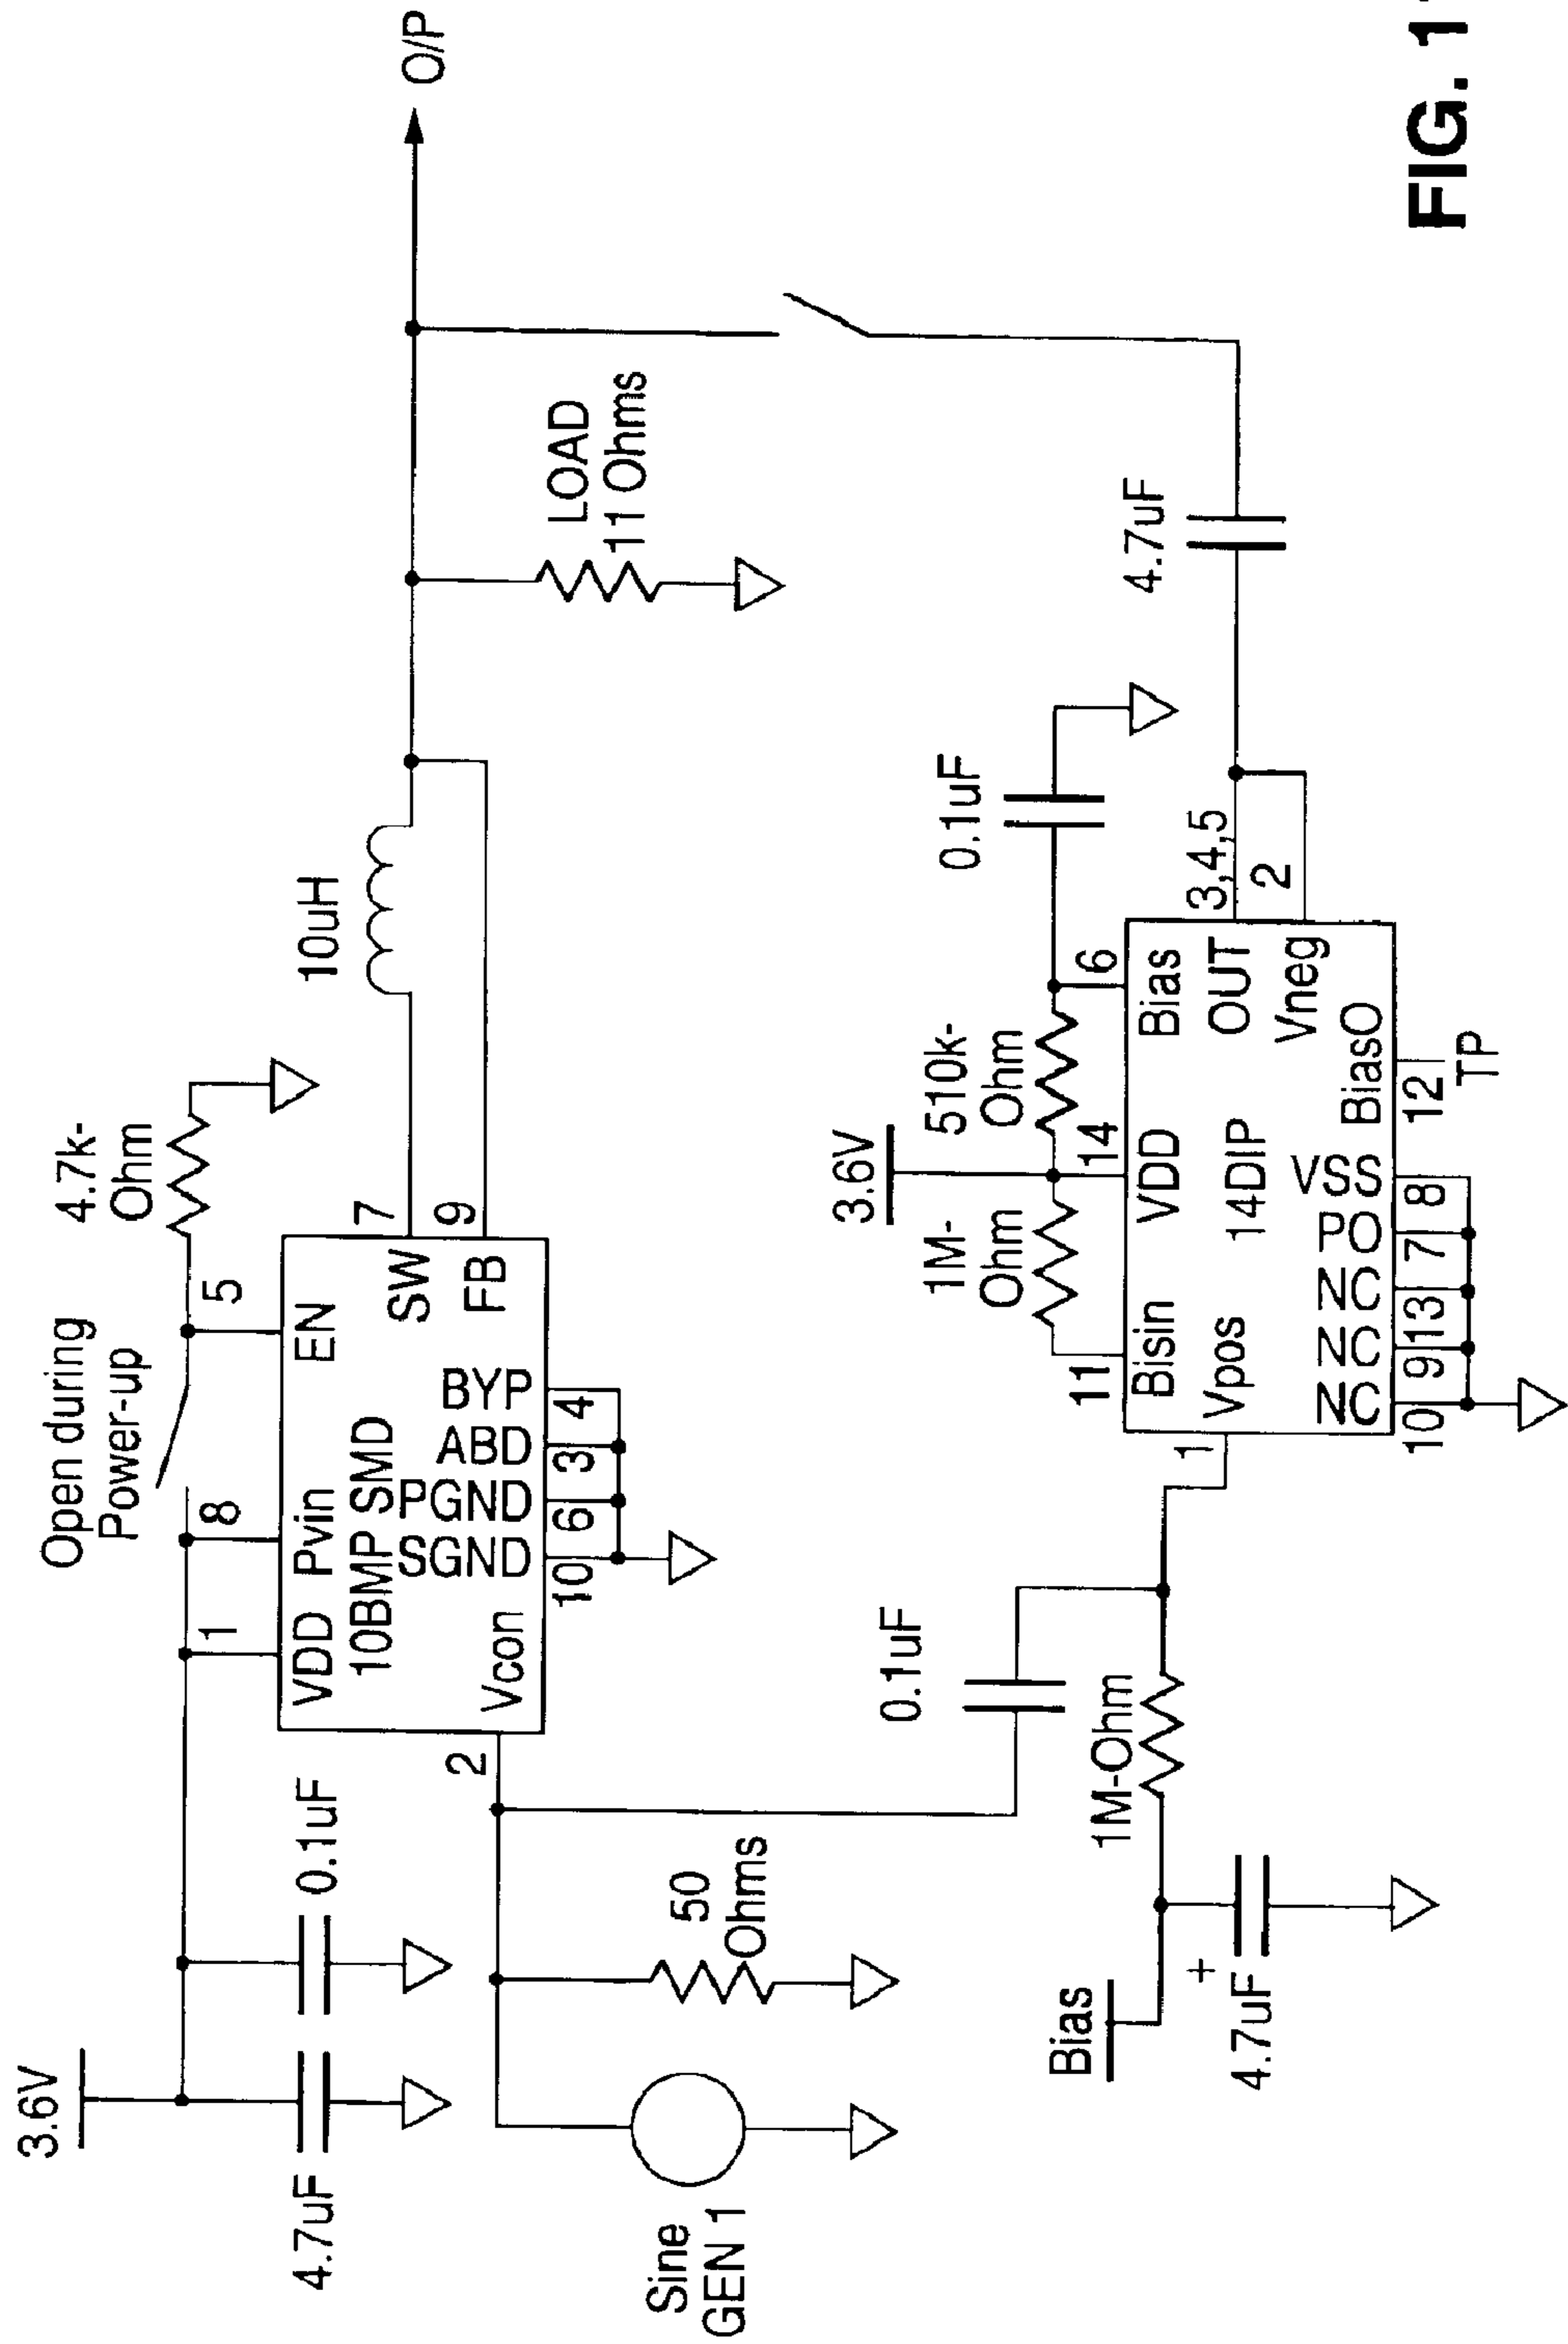 3.6V
4.7uF
0.1uF
Open during
Power-up
4.7k-
Ohm
1
8
5
VDD
Pvin
EN
10BMP SMD
SW
7
FB
9
Vcon
2
SGND
PGND
ABD
BYP
10
6
3
4
10uH
O/P
LOAD
11 Ohms
Sine
GEN 1
50
Ohms
0.1uF
1M-Ohm
Bias
+
4.7uF
3.6V
1M-
Ohm
510k-
Ohm
0.1uF
4.7uF
11
14
6
Bisin
VDD
Bias
1
Vpos
14DIP
OUT
3,4,5
Vneg
2
NC
NC
NC
PO
VSS
BiasO
10
9
13
7
8
12
TP
FIG. 1